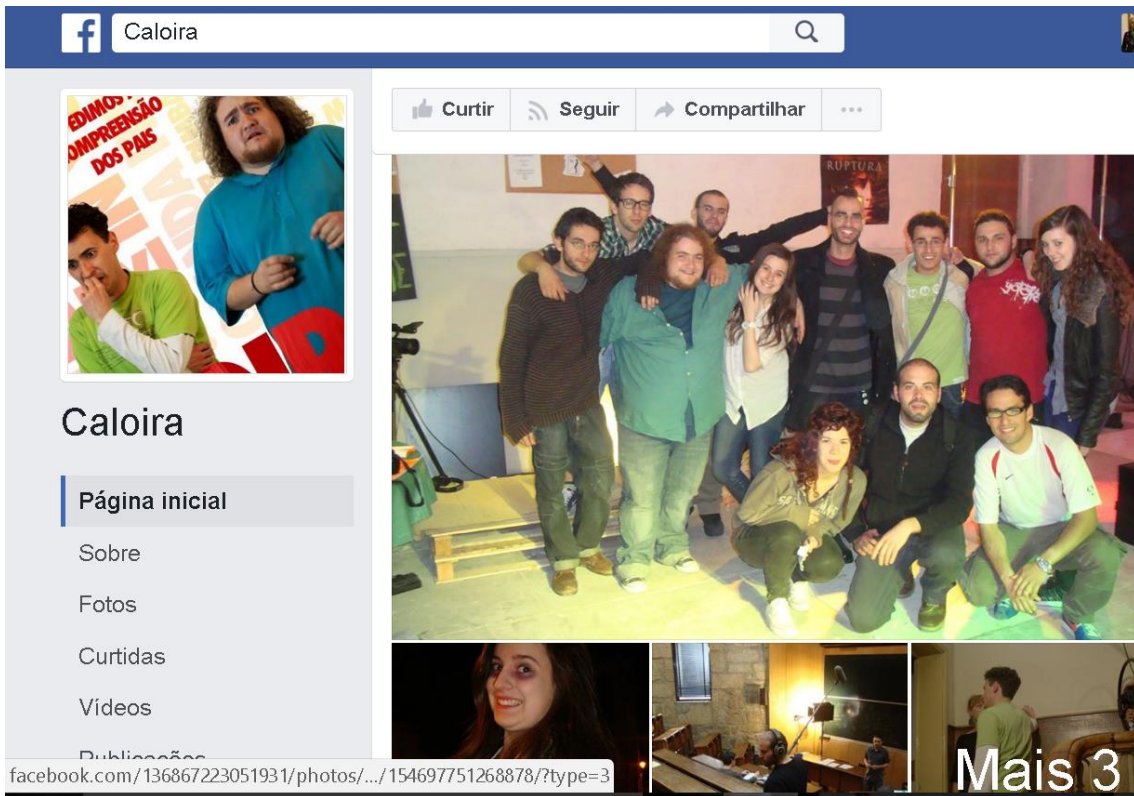 Caloira
Curtir
Seguir
Compartilhar
EDIMOS
COMPREENSÃO
DOS PAIS
RUPTURA
Caloira
Página inicial
Sobre
Fotos
Curtidas
Vídeos
Publicações
facebook.com/136867223051931/photos/.../154697751268878/?type=3
Mais 3